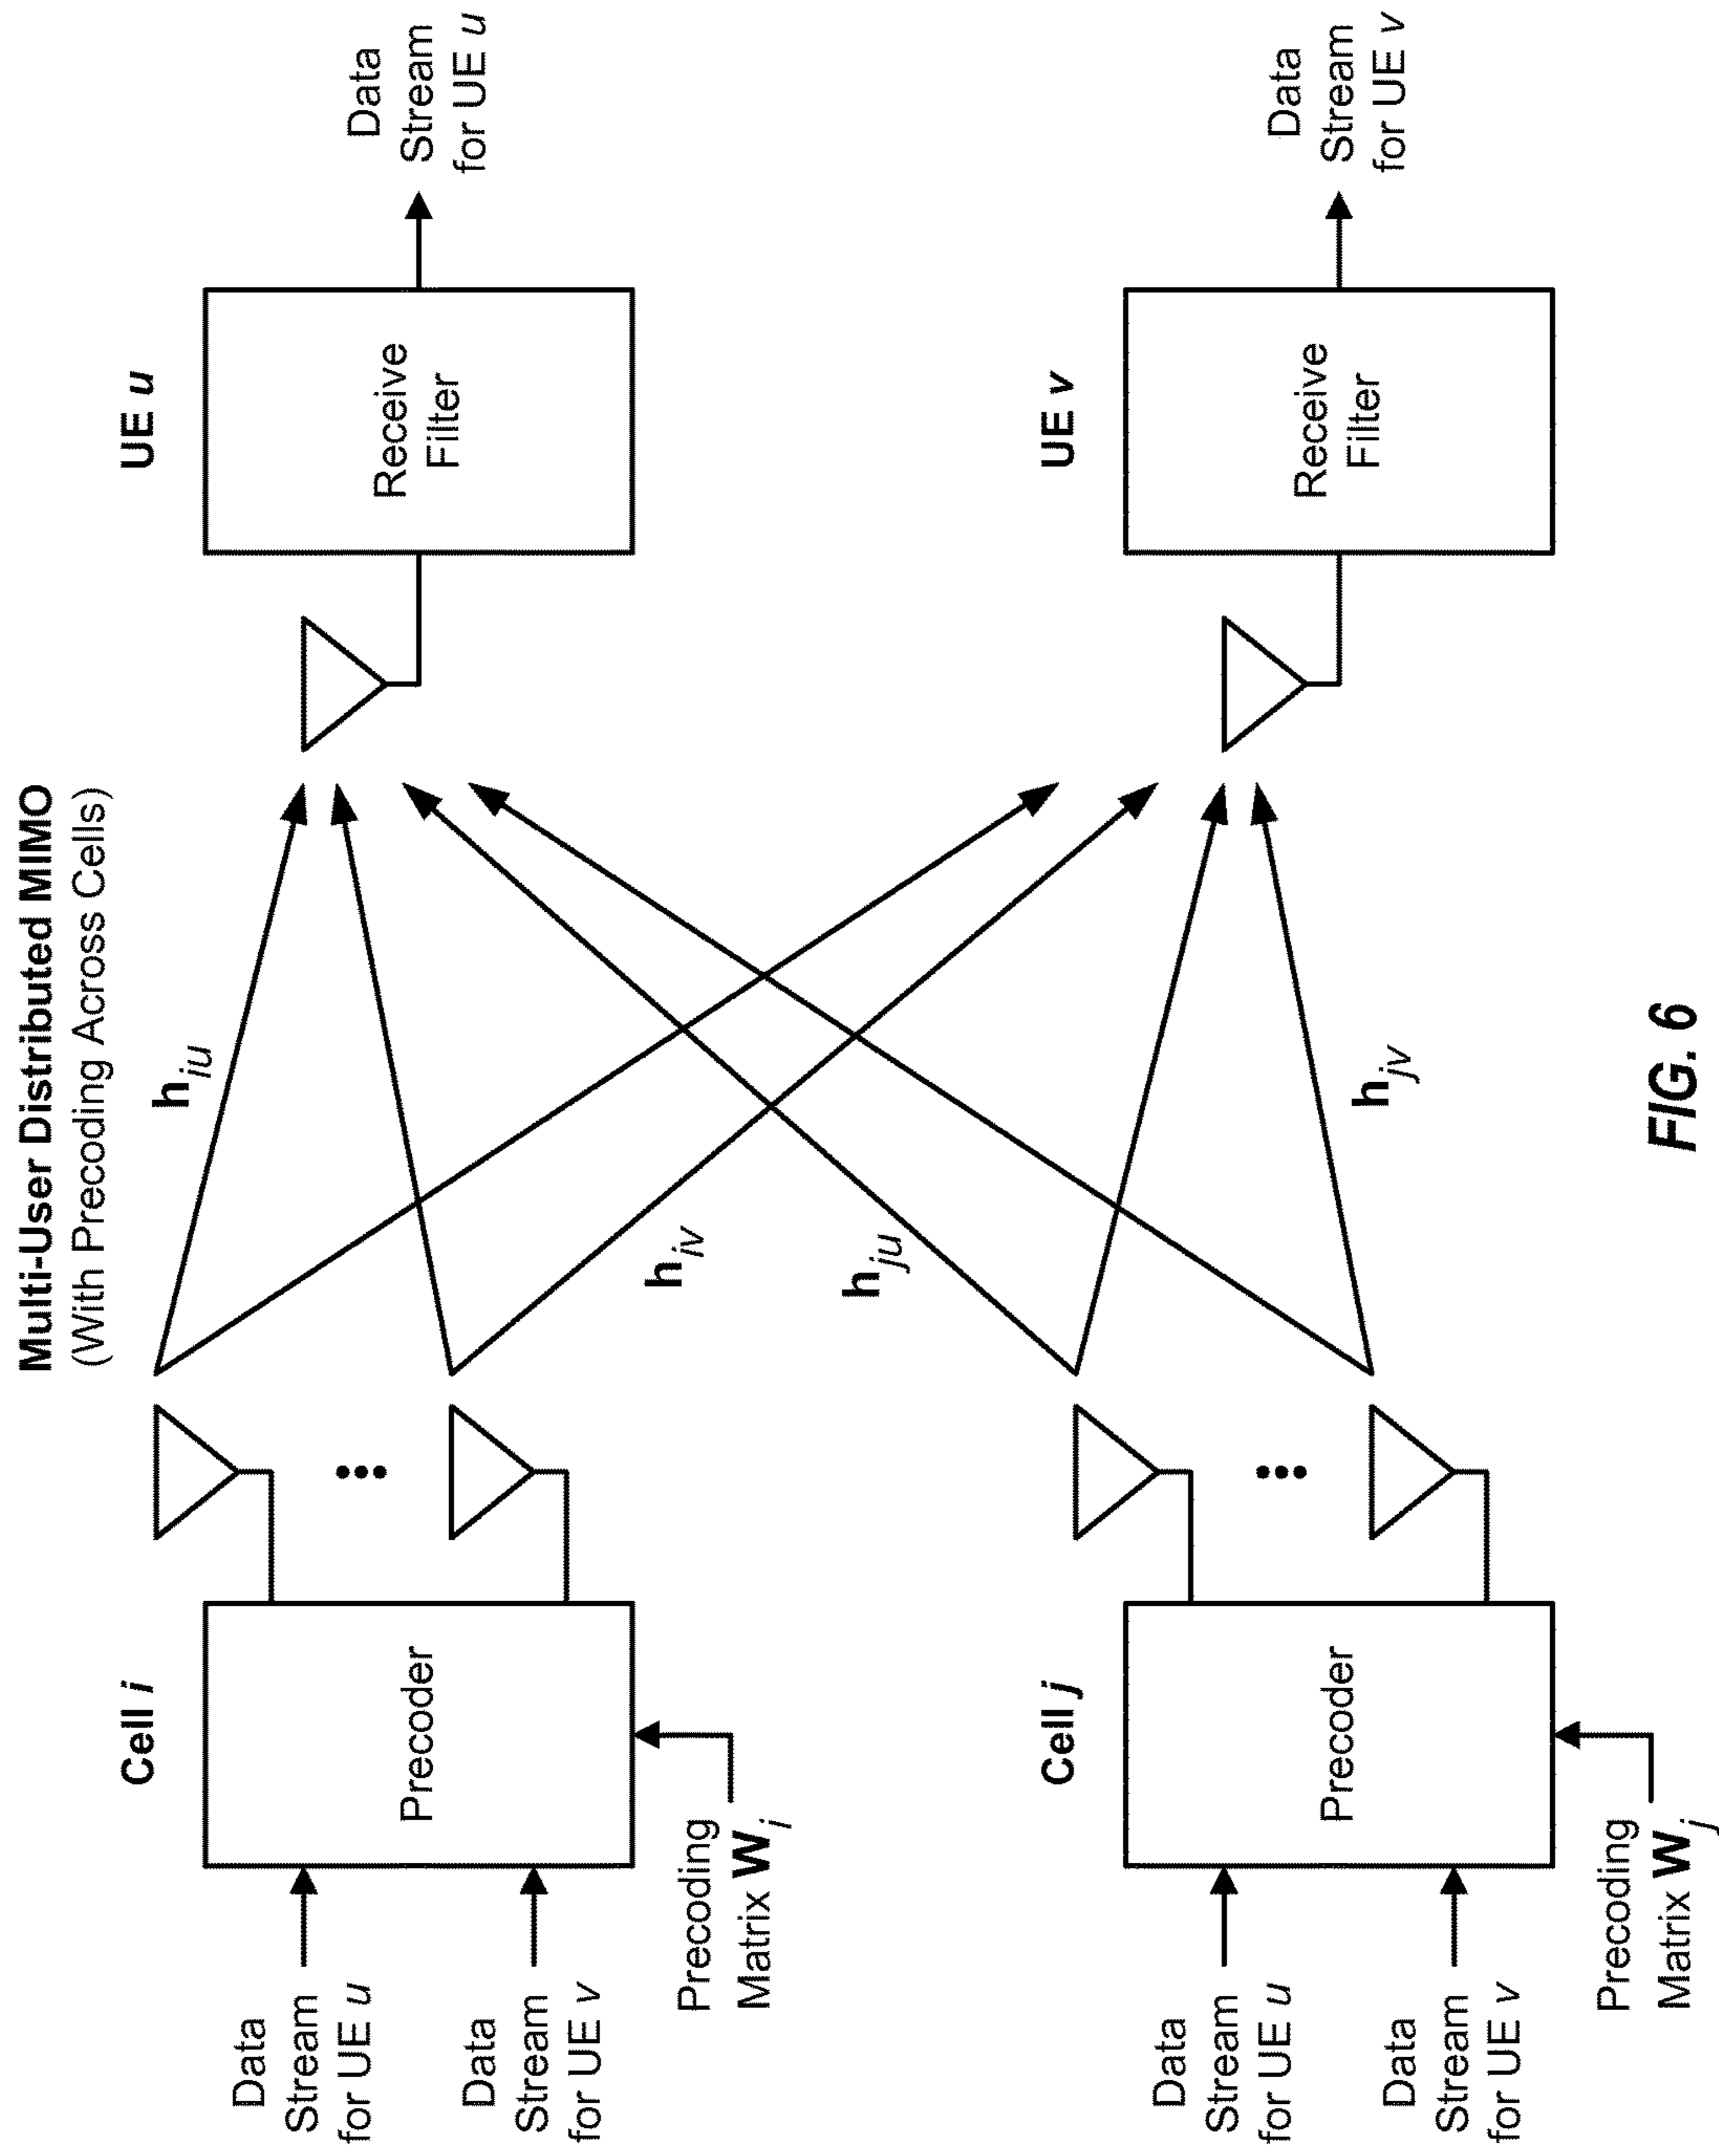 Multi-User Distributed MIMO
(With Precoding Across Cells)
Cell i
Data
Stream
for UE u
Data
Stream
for UE v
Precoder
Precoding
Matrix Wi
hiu
hiv
UE u
Receive
Filter
Data
Stream
for UE u
Cell j
Data
Stream
for UE u
Data
Stream
for UE v
Precoder
Precoding
Matrix Wj
hju
hjv
UE v
Receive
Filter
Data
Stream
for UE v
FIG. 6